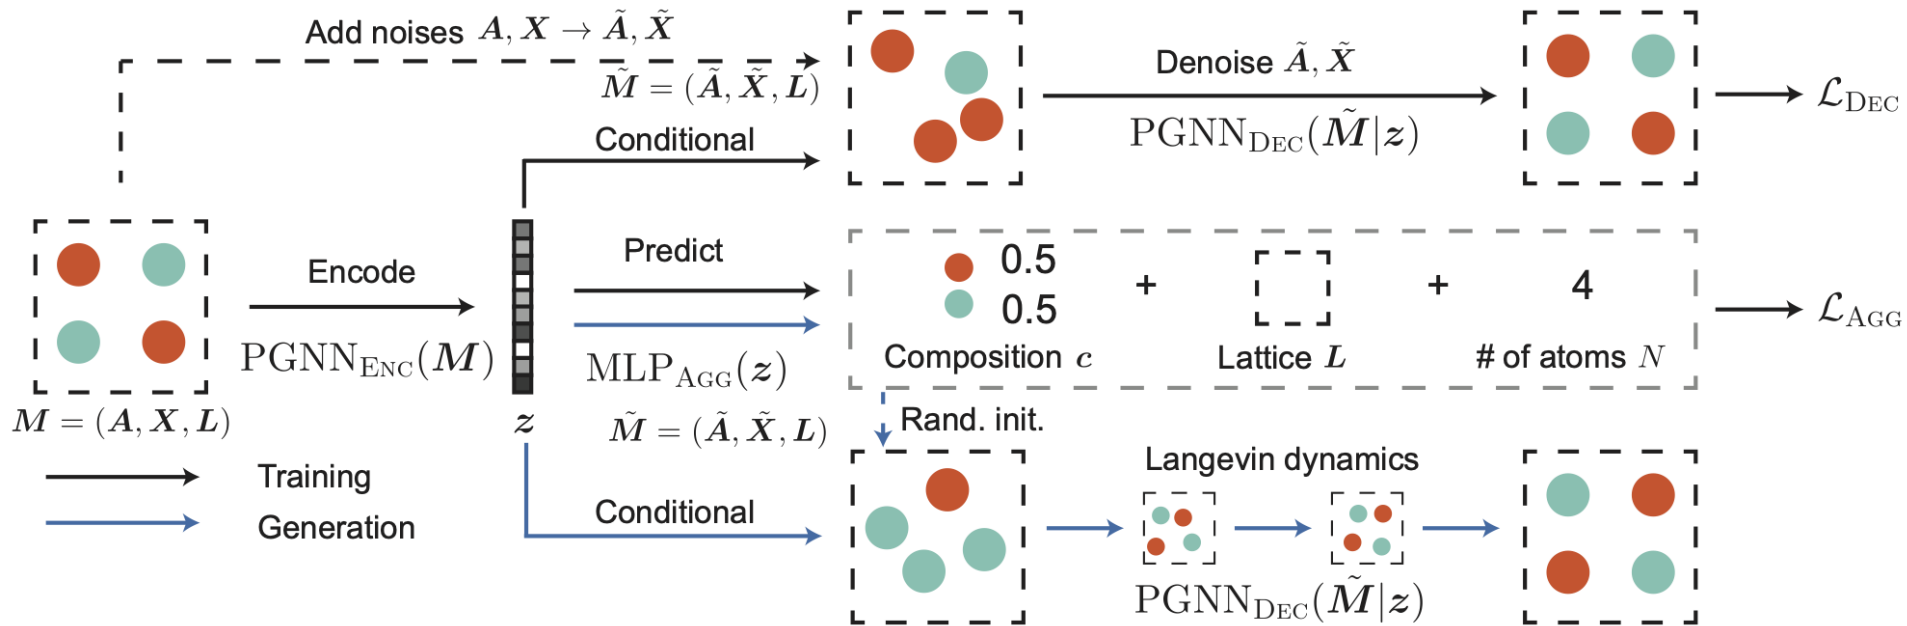 Add noises A, X → Ã, X̃
M̃ = (Ã, X̃, L)
Conditional
Denoise Ã, X̃
PGNN_DEC(M̃|z)
ℒ_DEC
Encode
PGNN_ENC(M)
M = (A, X, L)
z
Predict
MLP_AGG(z)
0.5
0.5
+
+
4
Composition c
Lattice L
# of atoms N
ℒ_AGG
Training
Generation
M̃ = (Ã, X̃, L)
Conditional
Rand. init.
Langevin dynamics
PGNN_DEC(M̃|z)